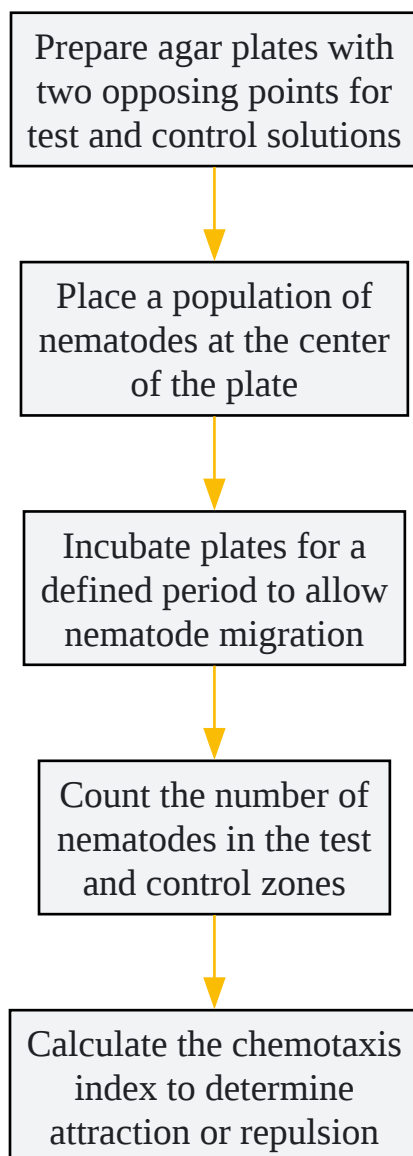 Prepare agar plates with
two opposing points for
test and control solutions
Place a population of
nematodes at the center
of the plate
Incubate plates for a
defined period to allow
nematode migration
Count the number of
nematodes in the test
and control zones
Calculate the chemotaxis
index to determine
attraction or repulsion